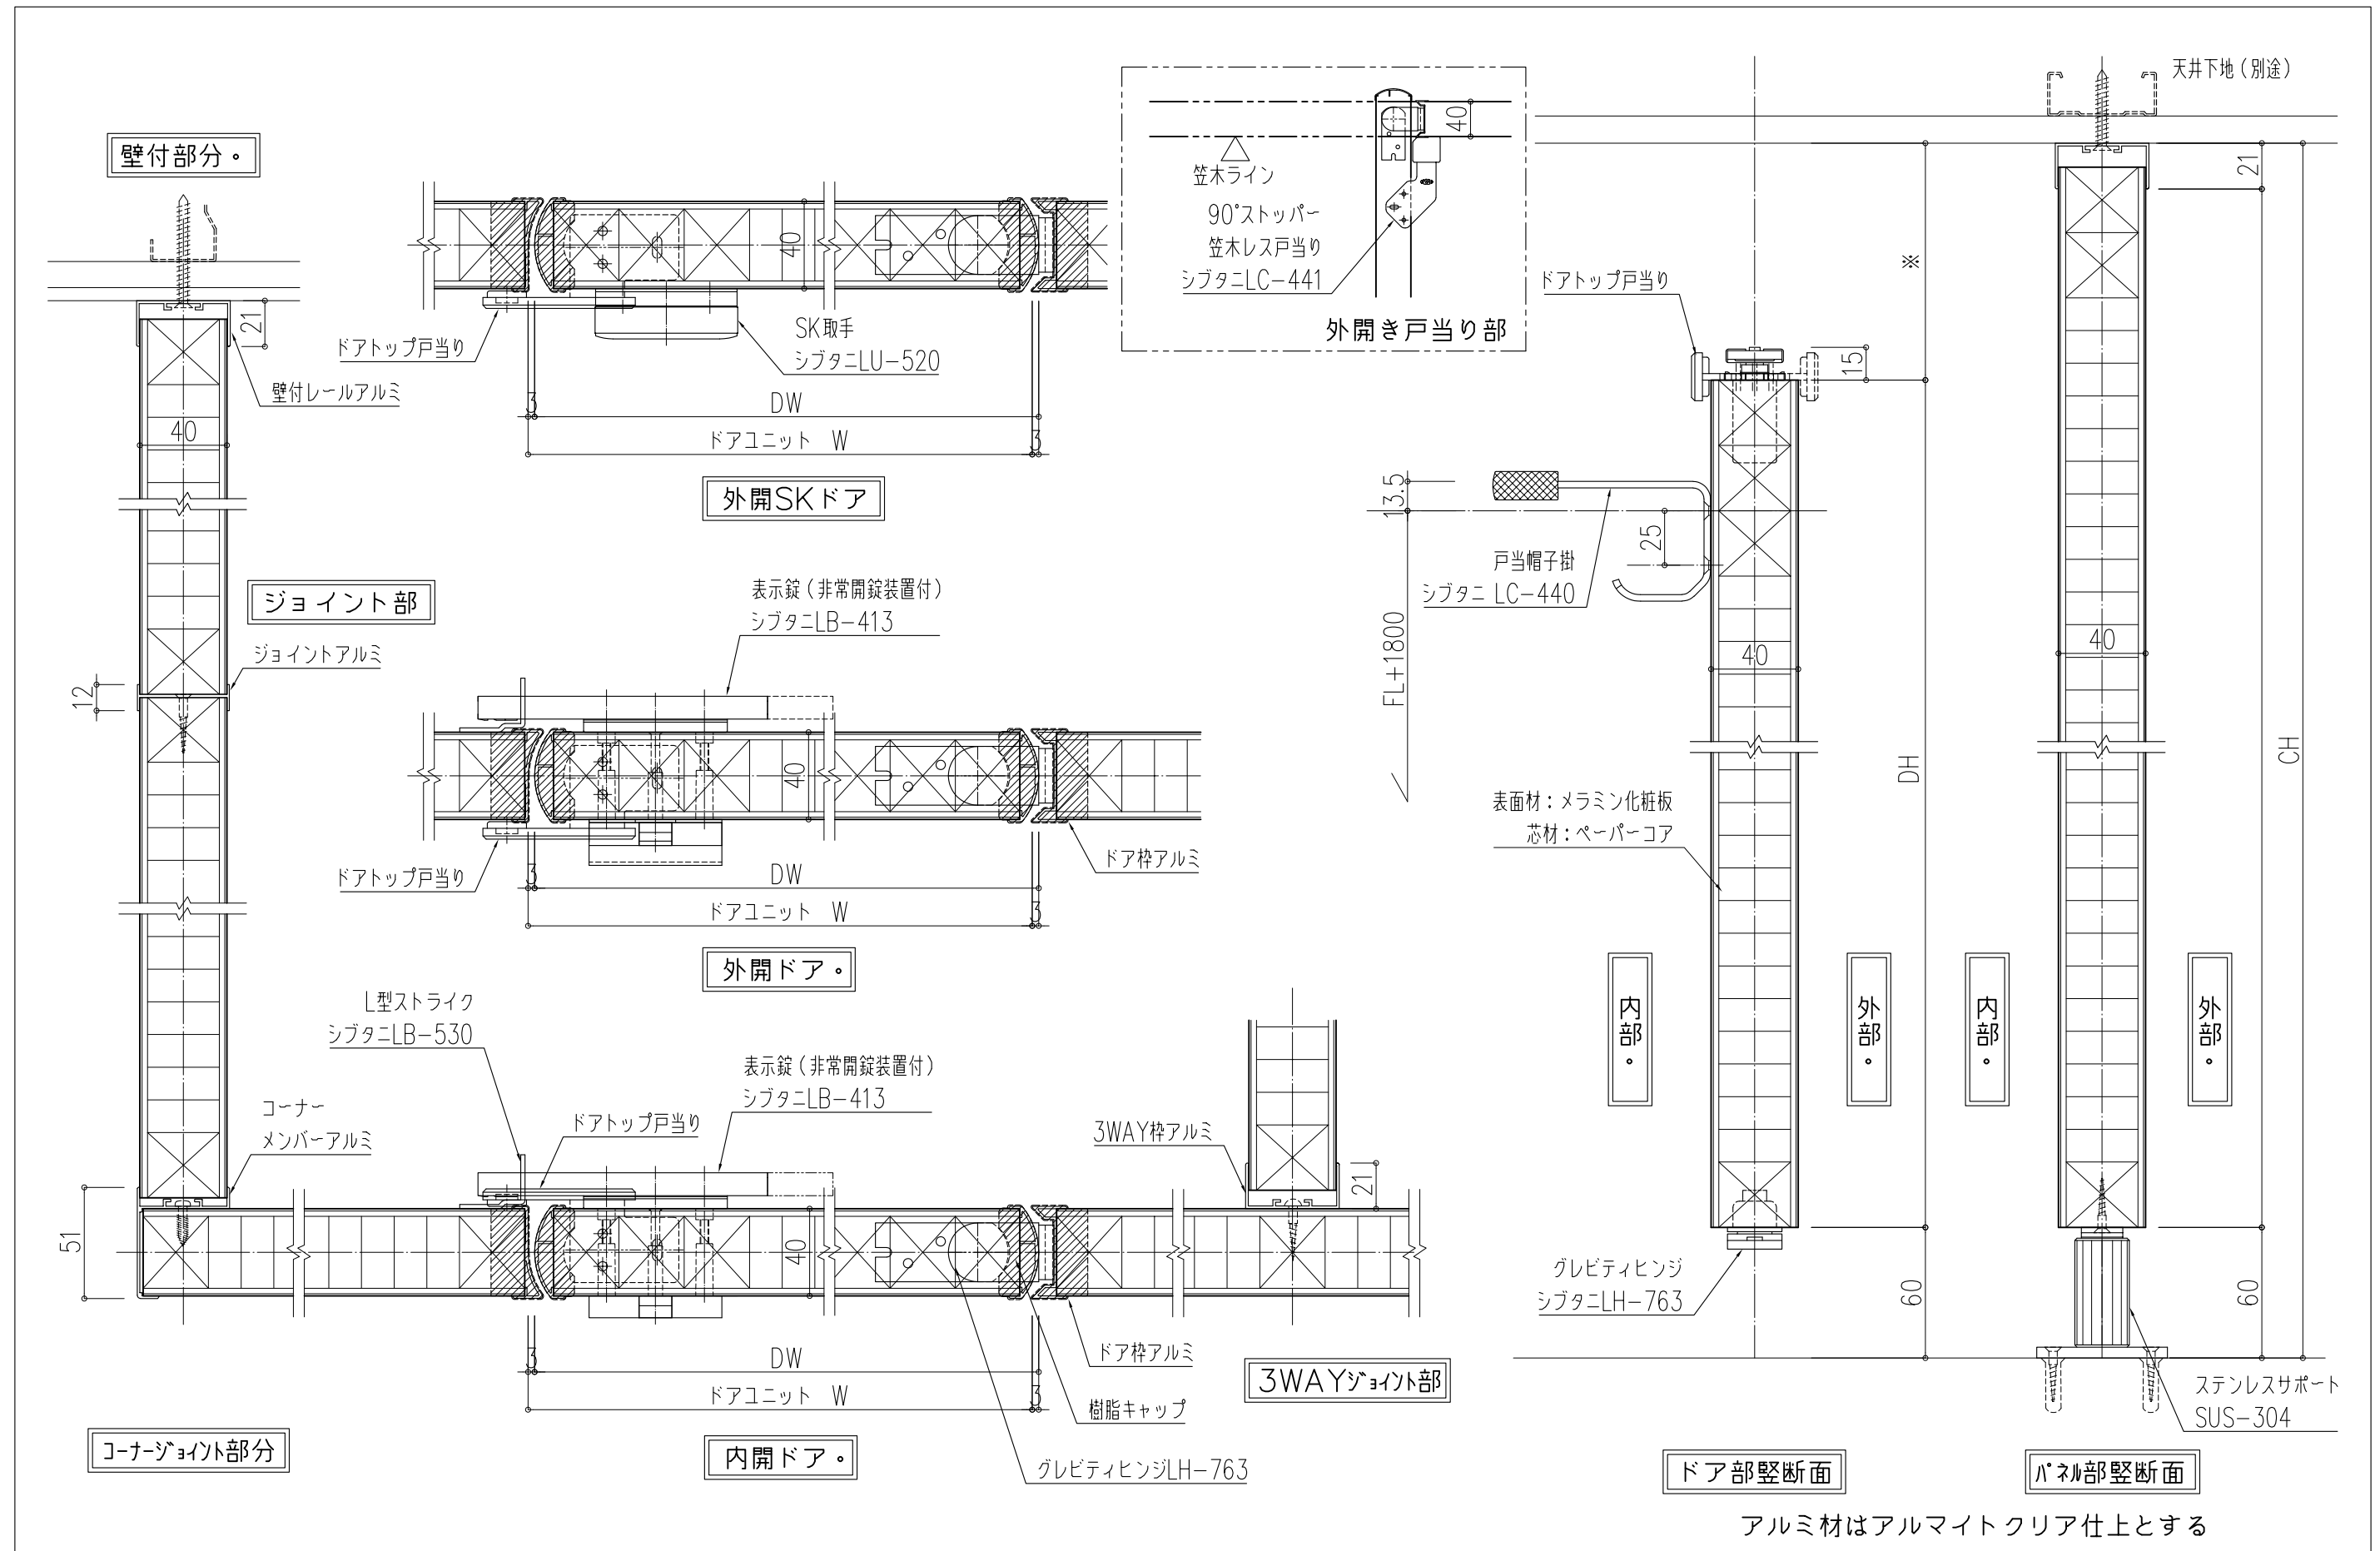 壁付部分。
21
壁付レールアルミ
40
ジョイント部
ジョイントアルミ
12
コーナー
メンバーアルミ
51
コーナージョイント部分
40
ドアトップ戸当り
SK取手
シブタニLU-520
3
DW
ドアユニット W
3
外開SKドア
表示錠(非常開錠装置付)
シブタニLB-413
40
ドアトップ戸当り
ドア枠アルミ
3
DW
ドアユニット W
3
外開ドア。
L型ストライク
シブタニLB-530
表示錠(非常開錠装置付)
シブタニLB-413
ドアトップ戸当り
40
3
DW
ドアユニット W
3
ドア枠アルミ
樹脂キャップ
グレビティヒンジLH-763
内開ドア。
3WAY枠アルミ
21
3WAYジョイント部
40
笠木ライン
90°ストッパー
笠木レス戸当り
シブタニLC-441
外開き戸当り部
ドアトップ戸当り
15
※
13.5
25
戸当帽子掛
シブタニ LC-440
FL+1800
40
DH
表面材:メラミン化粧板
芯材:ペーパーコア
内部。
外部。
グレビティヒンジ
シブタニLH-763
60
ドア部竪断面
天井下地(別途)
21
40
CH
内部。
外部。
60
ステンレスサポート
SUS-304
パネル部竪断面
アルミ材はアルマイトクリア仕上とする